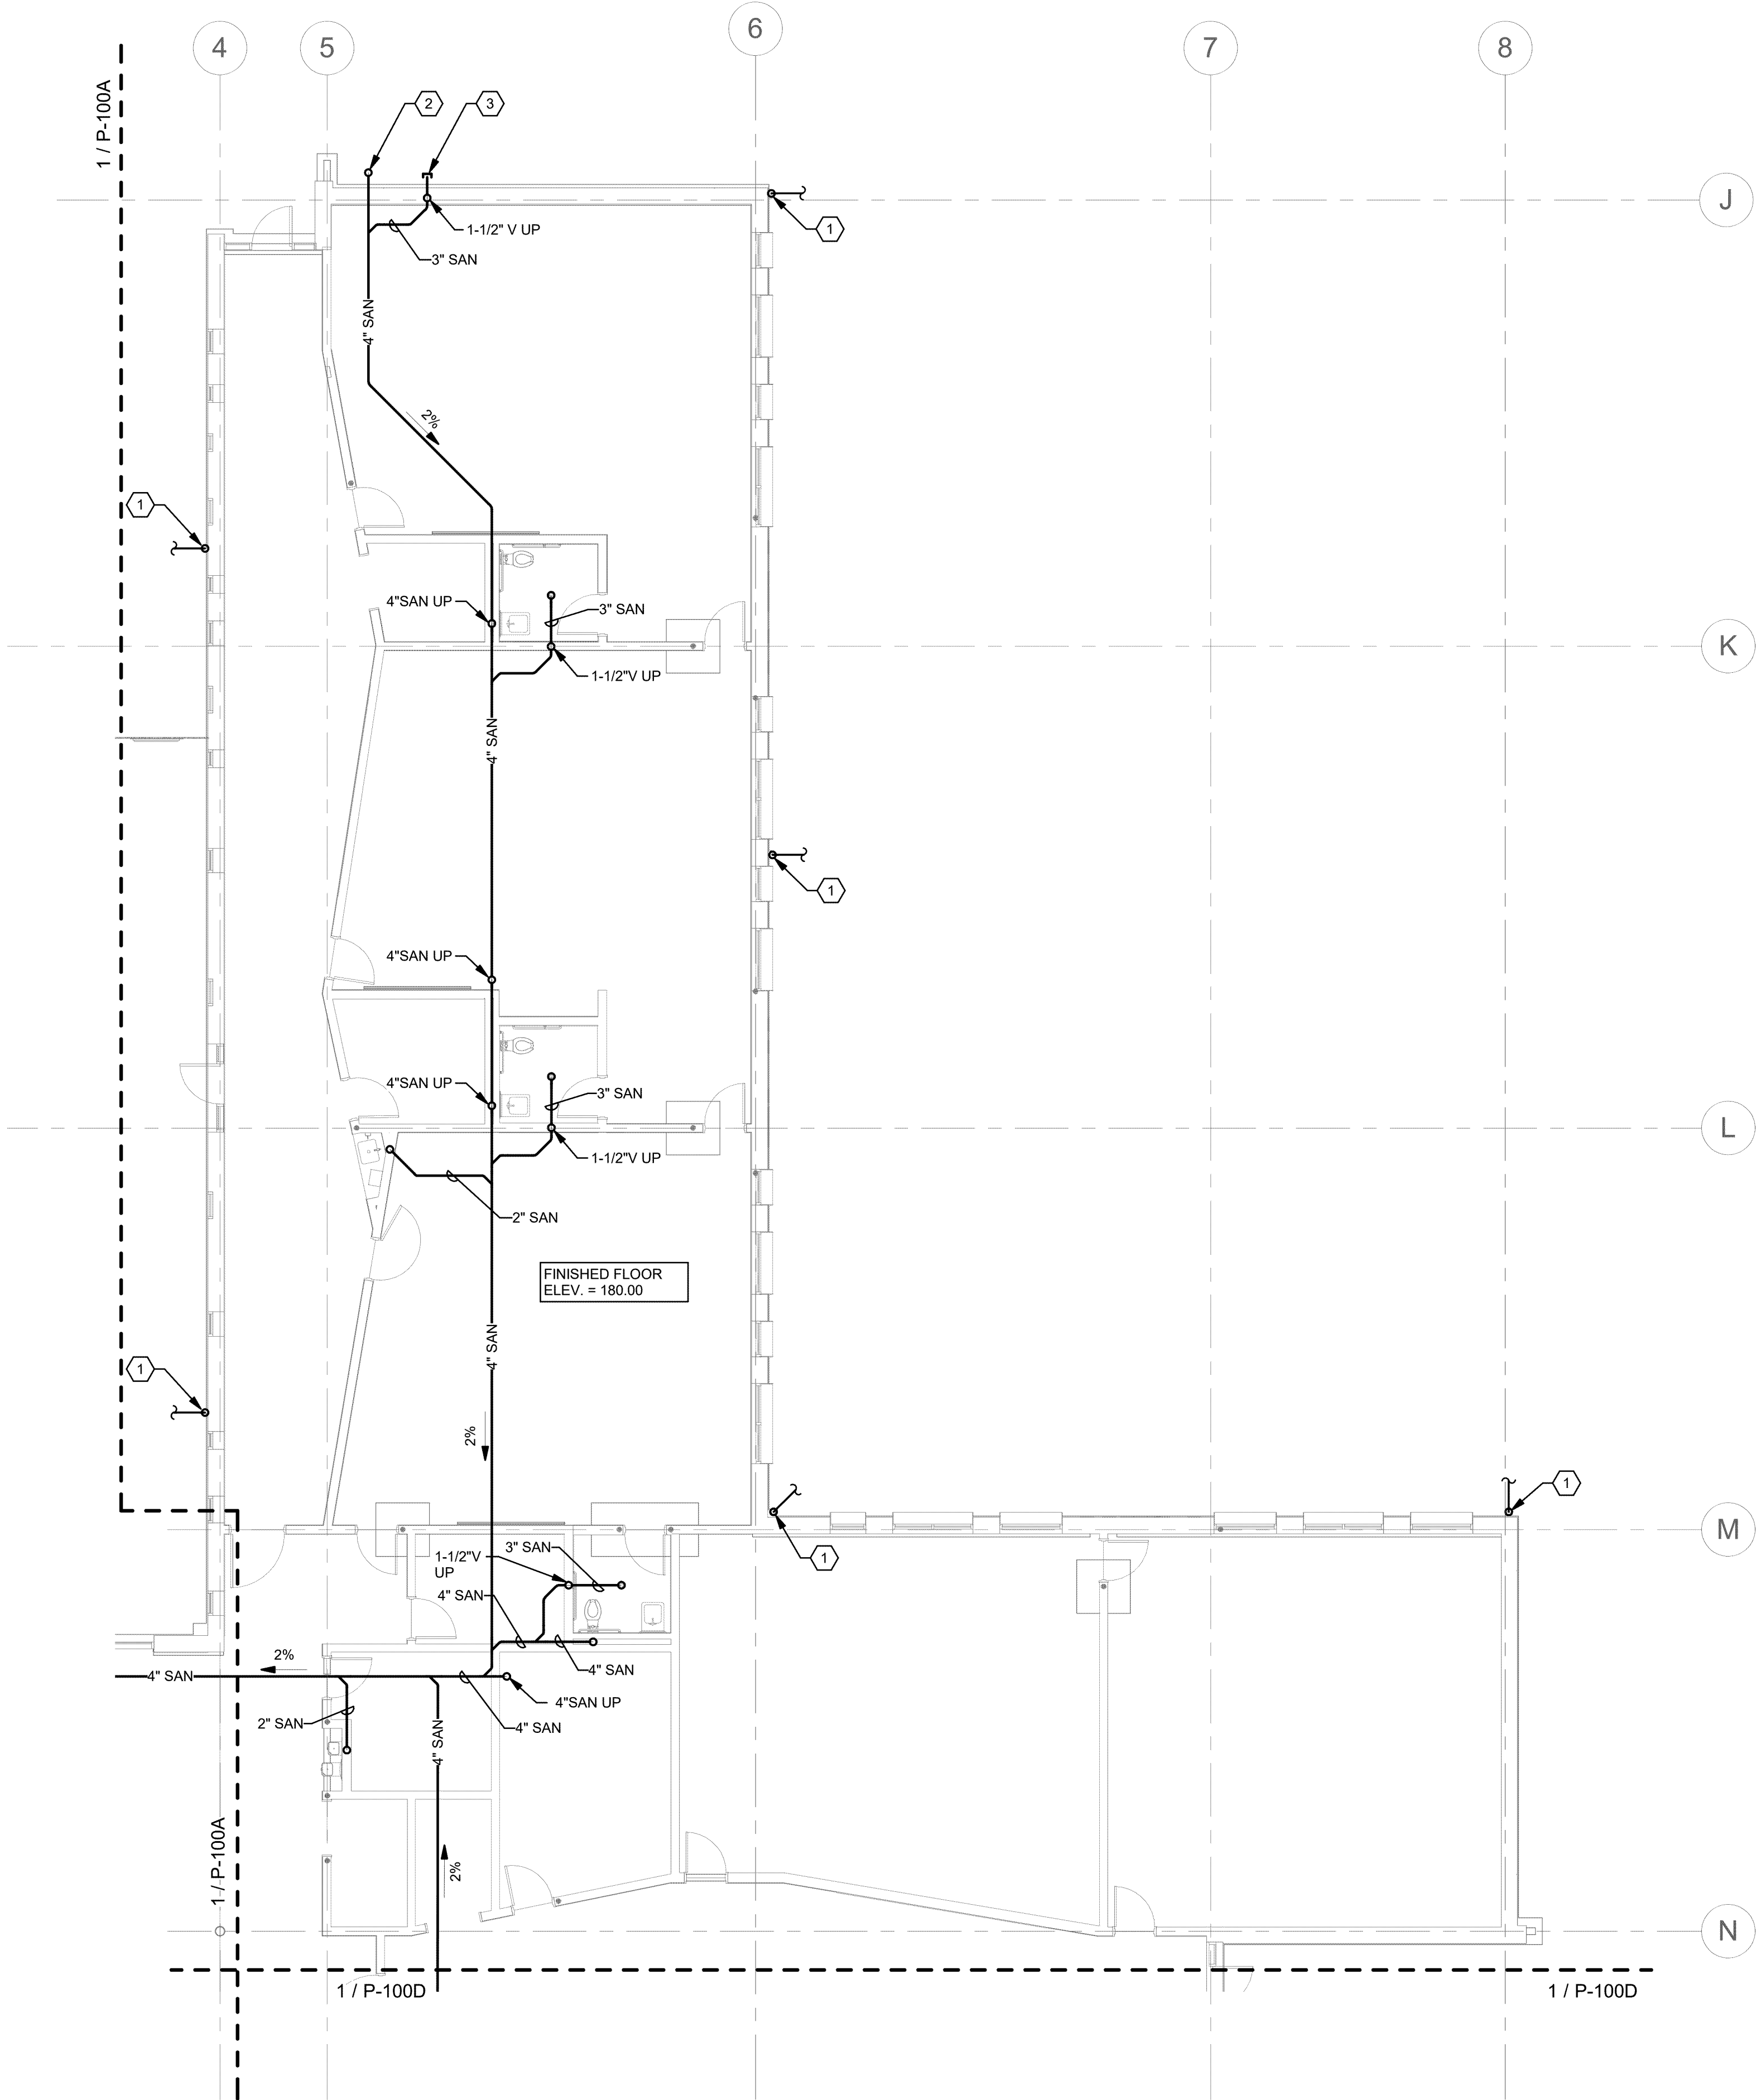 6
4
5
7
8
1 / P-100A
2
3
J
1
1-1/2" V UP
3" SAN
4" SAN
2%
1
4"SAN UP
3" SAN
K
1-1/2"V UP
4" SAN
1
4"SAN UP
4"SAN UP
3" SAN
L
1-1/2"V UP
2" SAN
FINISHED FLOOR
ELEV. = 180.00
4" SAN
1
2%
1
M
3" SAN
1-1/2"V
UP
1
4" SAN
2%
4" SAN
4" SAN
4"SAN UP
2" SAN
4" SAN
4" SAN
1 / P-100A
2%
N
1 / P-100D
1 / P-100D